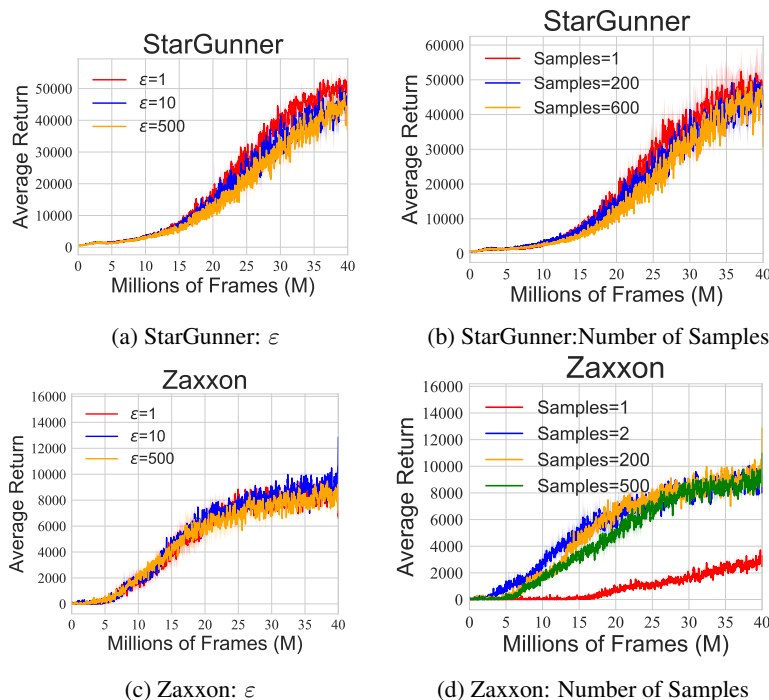 StarGunner
ε=1
ε=10
ε=500
Average Return
50000
40000
30000
20000
10000
0
0 5 10 15 20 25 30 35 40
Millions of Frames (M)
(a) StarGunner: ε
StarGunner
Samples=1
Samples=200
Samples=600
Average Return
60000
50000
40000
30000
20000
10000
0
0 5 10 15 20 25 30 35 40
Millions of Frames (M)
(b) StarGunner:Number of Samples
Zaxxon
ε=1
ε=10
ε=500
Average Return
16000
14000
12000
10000
8000
6000
4000
2000
0
0 5 10 15 20 25 30 35 40
Millions of Frames (M)
(c) Zaxxon: ε
Zaxxon
Samples=1
Samples=2
Samples=200
Samples=500
Average Return
16000
14000
12000
10000
8000
6000
4000
2000
0
0 5 10 15 20 25 30 35 40
Millions of Frames (M)
(d) Zaxxon: Number of Samples